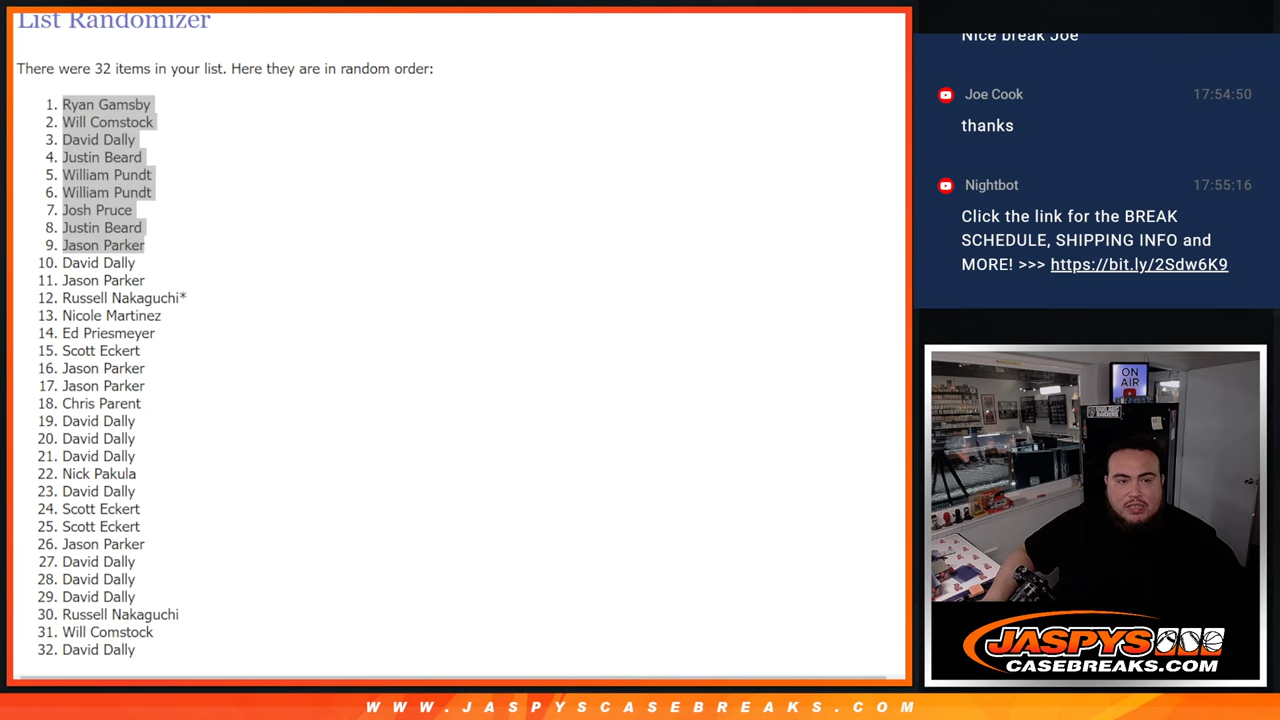 List Randomizer
There were 32 items in your list. Here they are in random order:
1. Ryan Gamsby
2. Will Comstock
3. David Dally
4. Justin Beard
5. William Pundt
6. William Pundt
7. Josh Pruce
8. Justin Beard
9. Jason Parker
10. David Dally
11. Jason Parker
12. Russell Nakaguchi*
13. Nicole Martinez
14. Ed Priesmeyer
15. Scott Eckert
16. Jason Parker
17. Jason Parker
18. Chris Parent
19. David Dally
20. David Dally
21. David Dally
22. Nick Pakula
23. David Dally
24. Scott Eckert
25. Scott Eckert
26. Jason Parker
27. David Dally
28. David Dally
29. David Dally
30. Russell Nakaguchi
31. Will Comstock
32. David Dally
Nice break Joe
Joe Cook 17:54:50
thanks
Nightbot 17:55:16
Click the link for the BREAK
SCHEDULE, SHIPPING INFO and
MORE! >>> https://bit.ly/2Sdw6K9
ON
AIR
JASPYS
CASEBREAKS.COM
WWW.JASPYSCASEBREAKS.COM